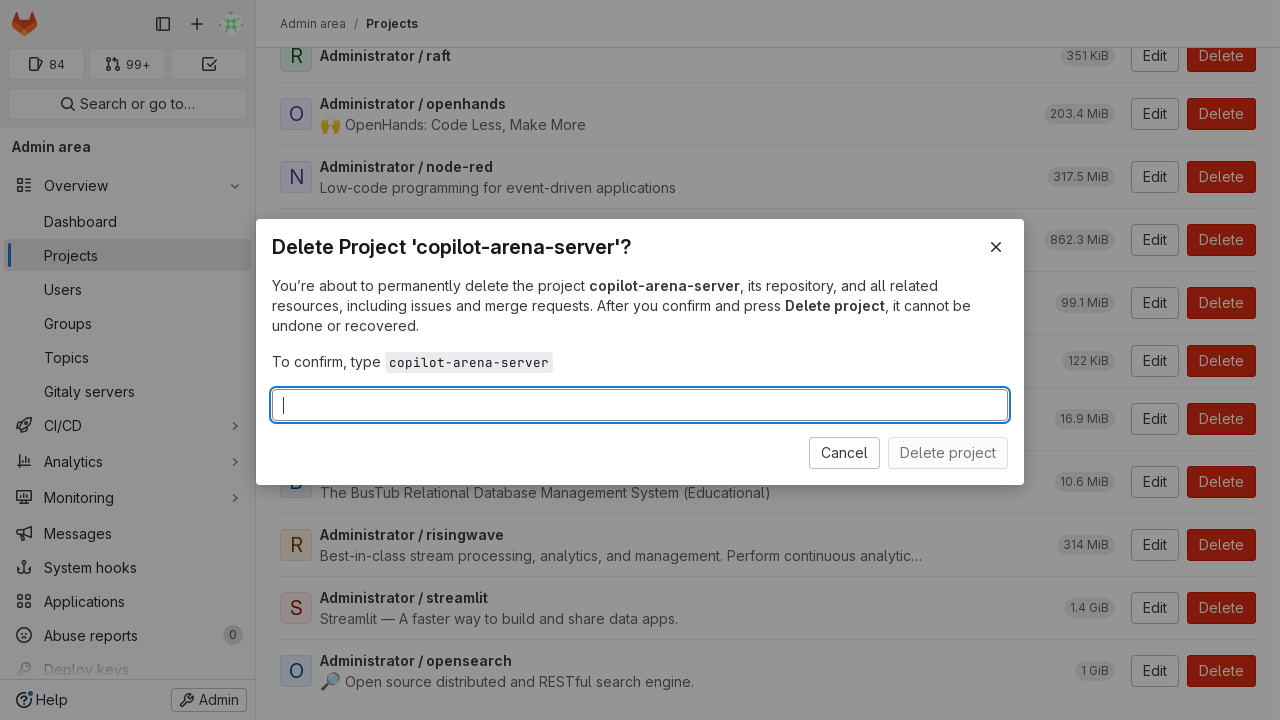 Admin area / Projects
84
99+
Search or go to…
Admin area
Overview
Dashboard
Projects
Users
Groups
Topics
Gitaly servers
CI/CD
Analytics
Monitoring
Messages
System hooks
Applications
Abuse reports 0
Deploy keys
Help
Admin
R Administrator / raft 351 KiB Edit Delete
O Administrator / openhands 203.4 MiB Edit Delete
🙌 OpenHands: Code Less, Make More
N Administrator / node-red 317.5 MiB Edit Delete
Low-code programming for event-driven applications
862.3 MiB Edit Delete
99.1 MiB Edit Delete
122 KiB Edit Delete
16.9 MiB Edit Delete
10.6 MiB Edit Delete
The BusTub Relational Database Management System (Educational)
R Administrator / risingwave 314 MiB Edit Delete
Best-in-class stream processing, analytics, and management. Perform continuous analytic…
S Administrator / streamlit 1.4 GiB Edit Delete
Streamlit — A faster way to build and share data apps.
O Administrator / opensearch 1 GiB Edit Delete
🔎 Open source distributed and RESTful search engine.
Delete Project 'copilot-arena-server'?
You’re about to permanently delete the project copilot-arena-server, its repository, and all related
resources, including issues and merge requests. After you confirm and press Delete project, it cannot be
undone or recovered.
To confirm, type copilot-arena-server
Cancel
Delete project